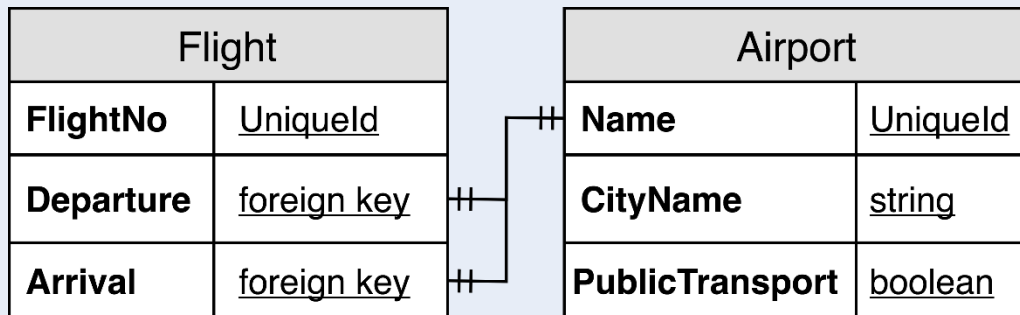 Flight
FlightNo UniqueId
Departure foreign key
Arrival foreign key
Airport
Name UniqueId
CityName string
PublicTransport boolean